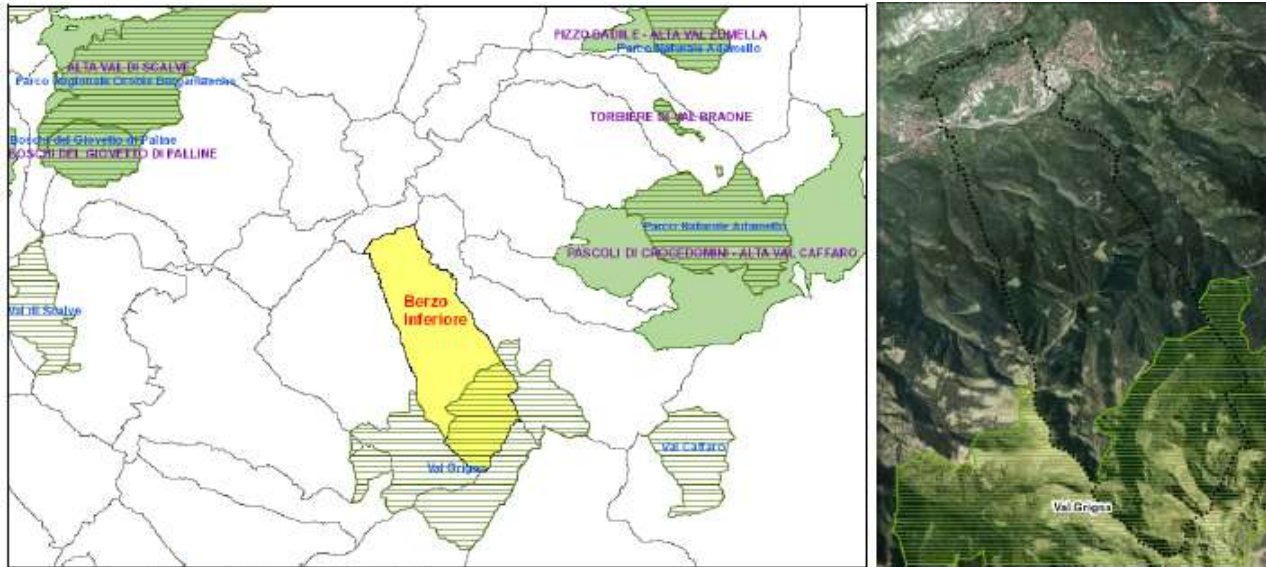 PIZZO BADILE - ALTA VAL ZUMELLA
Parco Naturale Adamello
ALTA VAL DI SCALVE
Parco Regionale Orobie Bergamasche
TORBIERE DI VAL BRAONE
Boschi del Giovetto di Paline
BOSCHI DEL GIOVETTO DI PALLINE
Parco Naturale Adamello
PASCOLI DI CROCEDOMINI - ALTA VAL CAFFARO
Berzo
Inferiore
Val di Scalve
Val Grigna
Val Caffaro
Val Grigna